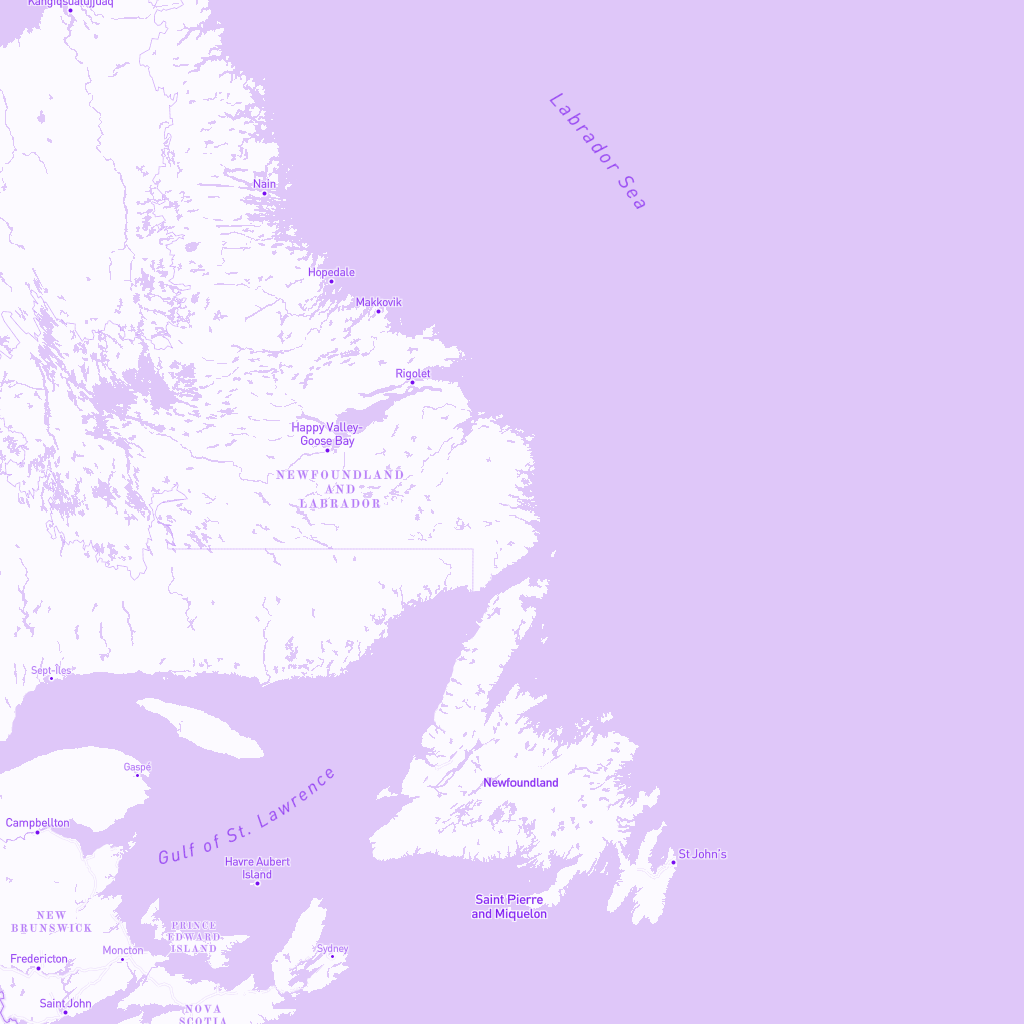 Kangiqsualujjuaq
Labrador Sea
Nain
Hopedale
Makkovik
Rigolet
Happy Valley-
Goose Bay
NEWFOUNDLAND
AND
LABRADOR
Sept-Îles
Gaspé
Newfoundland
Campbellton
Gulf of St. Lawrence
Havre Aubert
Island
St John's
Saint Pierre
and Miquelon
NEW
BRUNSWICK
PRINCE
EDWARD
ISLAND
Moncton
Sydney
Fredericton
Saint John
NOVA
SCOTIA